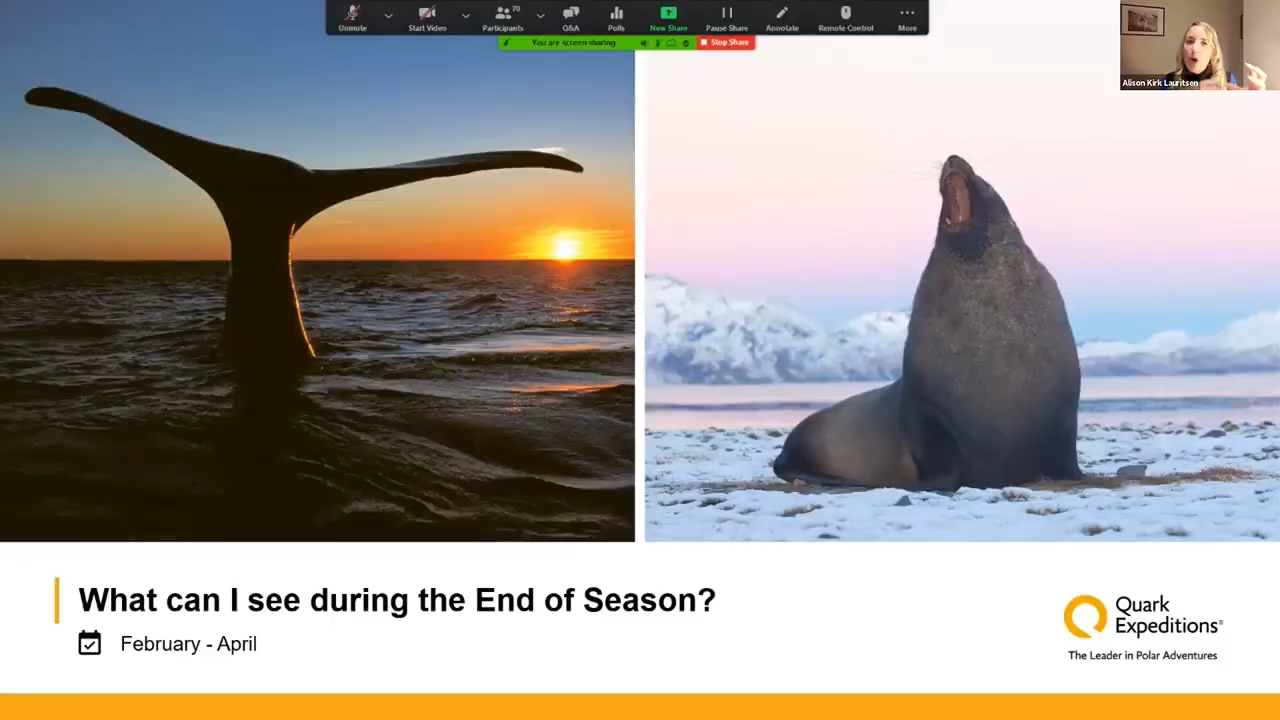 Unmute
Start Video
Participants
70
Q&A
Polls
New Share
Pause Share
Annotate
Remote Control
More
You are screen sharing
Stop Share
Alison Kirk Lauritsen
What can I see during the End of Season?
February - April
Quark
Expeditions®
The Leader in Polar Adventures